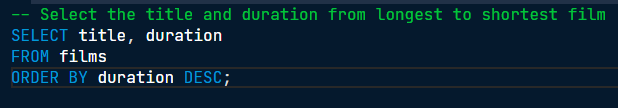 -- Select the title and duration from longest to shortest film
SELECT title, duration
FROM films
ORDER BY duration DESC;